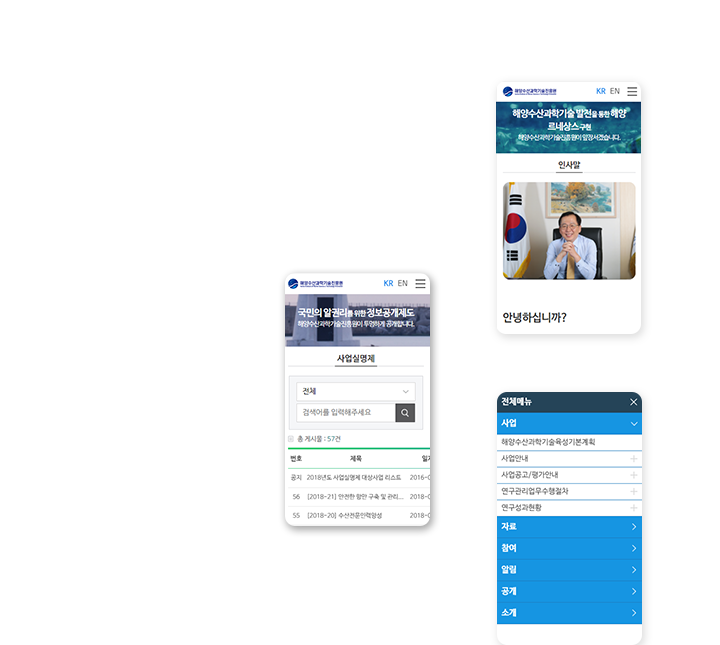 해양수산과학기술진흥원
KR EN
해양수산과학기술 발전을 통한 해양
르네상스 구현
해양수산과학기술진흥원이 앞장서겠습니다.
인사말
안녕하십니까?
해양수산과학기술진흥원
KR EN
국민의 알권리를 위한 정보공개제도
해양수산과학기술진흥원이 투명하게 공개합니다.
사업실명제
전체
검색어를 입력해주세요
총 게시물 : 57건
번호 제목
공지 2018년도 사업실명제 대상사업 리스트 2016-0
56 [2018-21] 안전한 항만 구축 및 관리... 2018-0
55 [2018-20] 수산전문인력양성 2018-0
전체메뉴
사업
해양수산과학기술육성기본계획
사업안내
사업공고/평가안내
연구관리업무수행절차
연구성과현황
자료
참여
알림
공개
소개